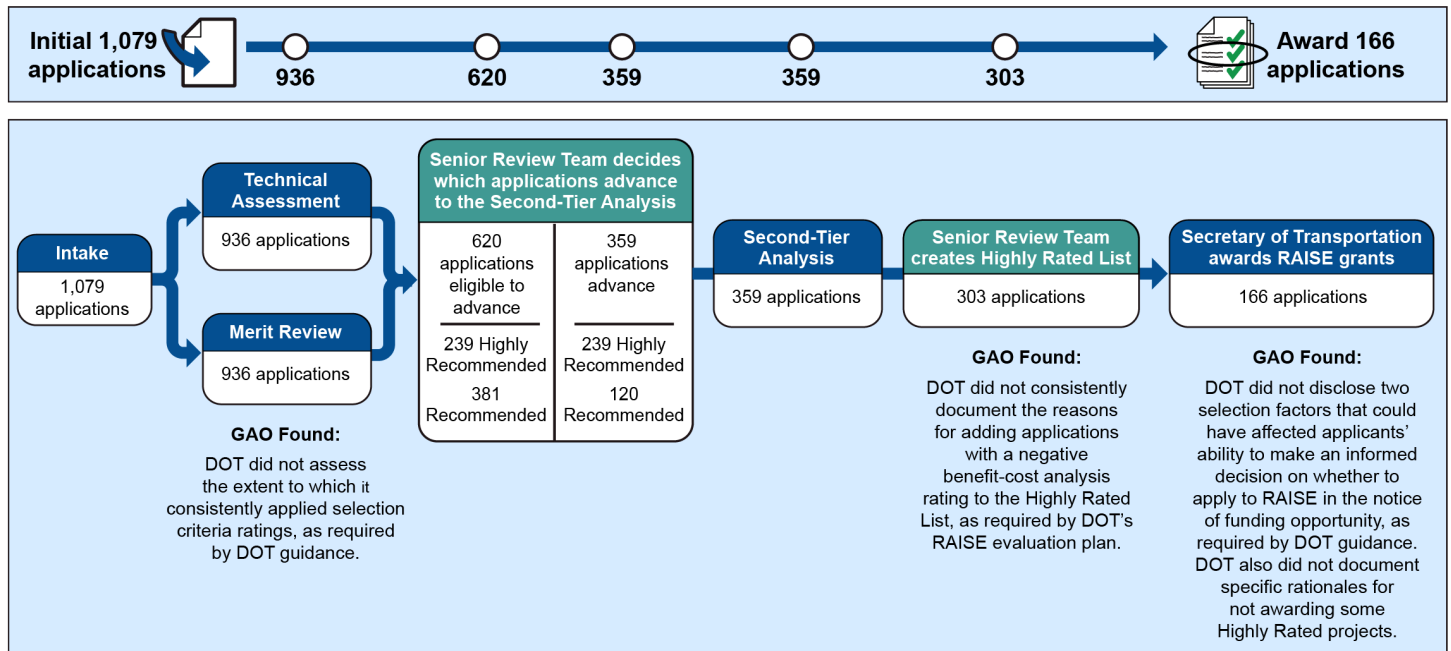 Initial 1,079
applications
936
620
359
359
303
Award 166
applications
Intake
1,079
applications
Technical
Assessment
936 applications
Merit Review
936 applications
GAO Found:
DOT did not assess
the extent to which it
consistently applied selection
criteria ratings, as required
by DOT guidance.
Senior Review Team decides
which applications advance
to the Second-Tier Analysis
620
applications
eligible to
advance
239 Highly
Recommended
381
Recommended
359
applications
advance
239 Highly
Recommended
120
Recommended
Second-Tier
Analysis
359 applications
Senior Review Team
creates Highly Rated List
303 applications
GAO Found:
DOT did not consistently
document the reasons
for adding applications
with a negative
benefit-cost analysis
rating to the Highly Rated
List, as required by DOT’s
RAISE evaluation plan.
Secretary of Transportation
awards RAISE grants
166 applications
GAO Found:
DOT did not disclose two
selection factors that could
have affected applicants’
ability to make an informed
decision on whether to
apply to RAISE in the notice
of funding opportunity, as
required by DOT guidance.
DOT also did not document
specific rationales for
not awarding some
Highly Rated projects.